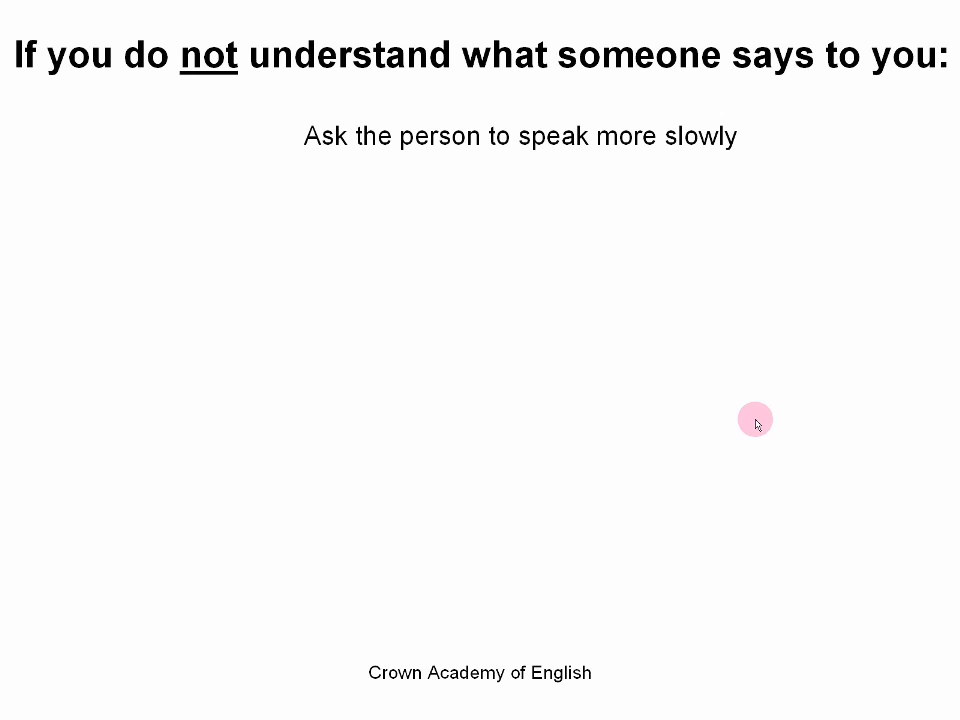 If you do not understand what someone says to you:
Ask the person to speak more slowly
Crown Academy of English